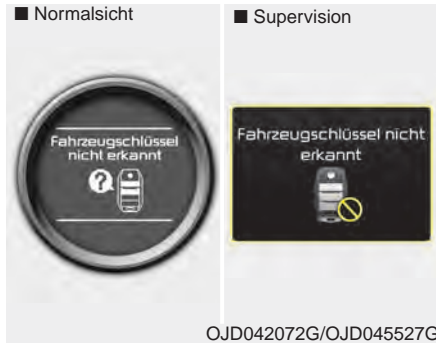 ■ Normalsicht
Fahrzeugschlüssel
nicht erkannt
?
■ Supervision
Fahrzeugschlüssel nicht
erkannt
OJD042072G/OJD045527G